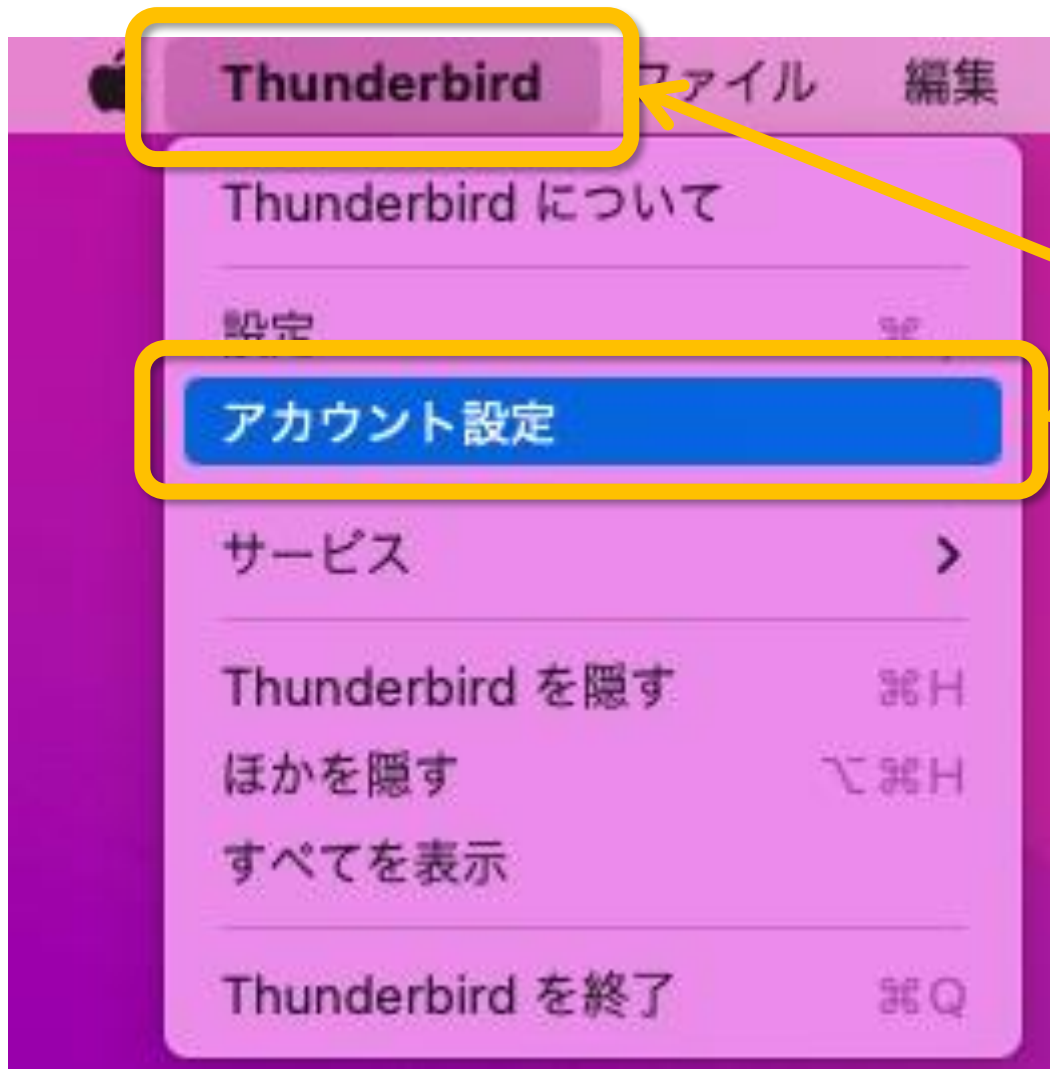 Thunderbird ファイル 編集
Thunderbird について
設定 ⌘,
アカウント設定
サービス
Thunderbird を隠す ⌘H
ほかを隠す ⌥⌘H
すべてを表示
Thunderbird を終了 ⌘Q